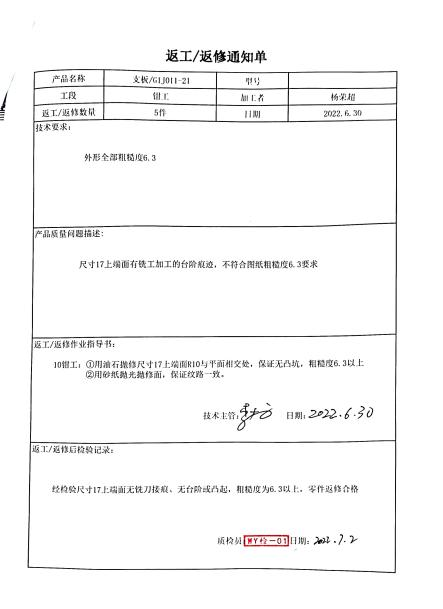 返工/返修通知单
产品名称 支板/G1J011-21 型号
工段 钳工 加工者 杨荣超
返工/返修数量 5件 日期 2022.6.30
技术要求:
外形全部粗糙度6.3
产品质量问题描述:
尺寸17上端面有铣工加工的台阶痕迹，不符合图纸粗糙度6.3要求
返工/返修作业指导书:
10钳工: ①用油石抛修尺寸17上端面R10与平面相交处，保证无凸坑，粗糙度6.3以上
②用砂纸抛光抛修面，保证纹路一致。
技术主管: 日期: 2022.6.30
返工/返修后检验记录:
经检验尺寸17上端面无铣刀接痕、无台阶或凸起，粗糙度为6.3以上，零件返修合格
质检员 MY检-01 日期: 2022.7.2